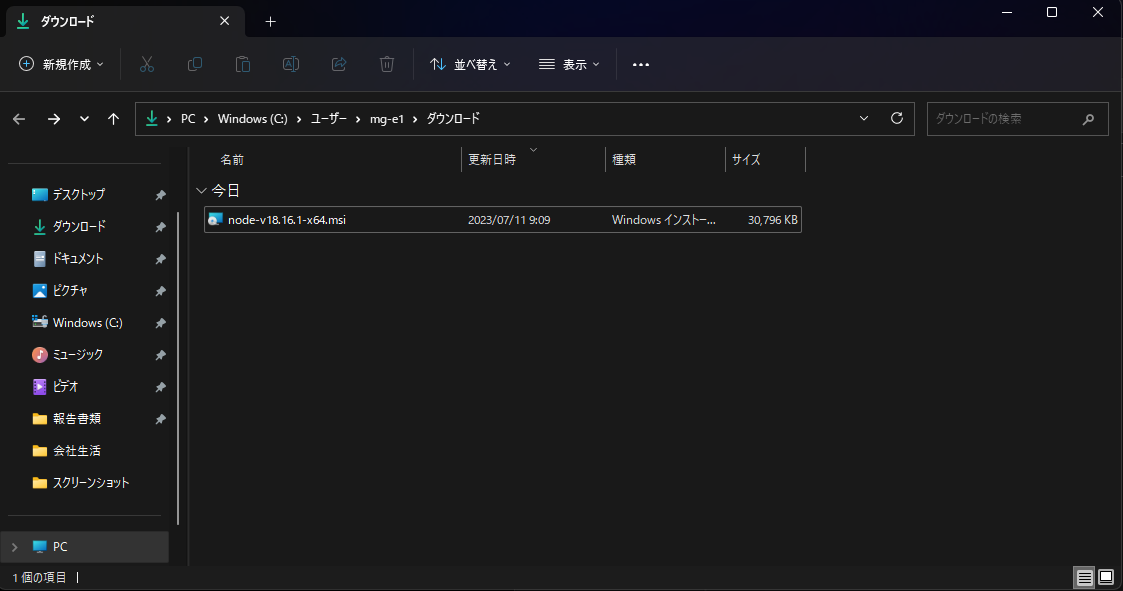 ダウンロード
新規作成
並べ替え
表示
PC › Windows (C:) › ユーザー › mg-e1 › ダウンロード
ダウンロードの検索
名前 更新日時 種類 サイズ
今日
node-v18.16.1-x64.msi 2023/07/11 9:09 Windows インストー... 30,796 KB
デスクトップ
ダウンロード
ドキュメント
ピクチャ
Windows (C:)
ミュージック
ビデオ
報告書類
会社生活
スクリーンショット
PC
1 個の項目